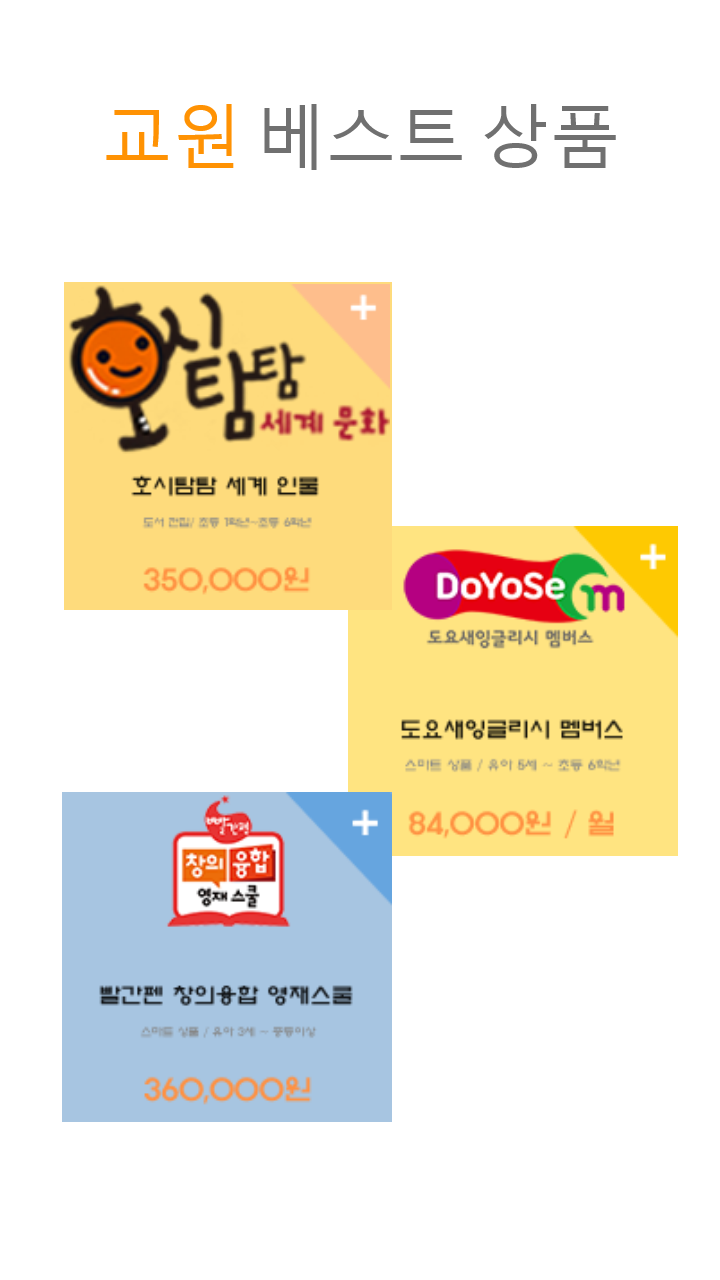 교원 베스트 상품
호시탐탐
세계 문화
호시탐탐 세계 인물
도서 전집/ 초등 1학년~초등 6학년
350,000원
DoYoSe m
도요새잉글리시 멤버스
도요새잉글리시 멤버스
스마트 상품 / 유아 5세 ~ 초등 6학년
84,000원 / 월
빨간펜
창의융합
영재스쿨
빨간펜 창의융합 영재스쿨
스마트 상품 / 유아 3세 ~ 중등이상
360,000원